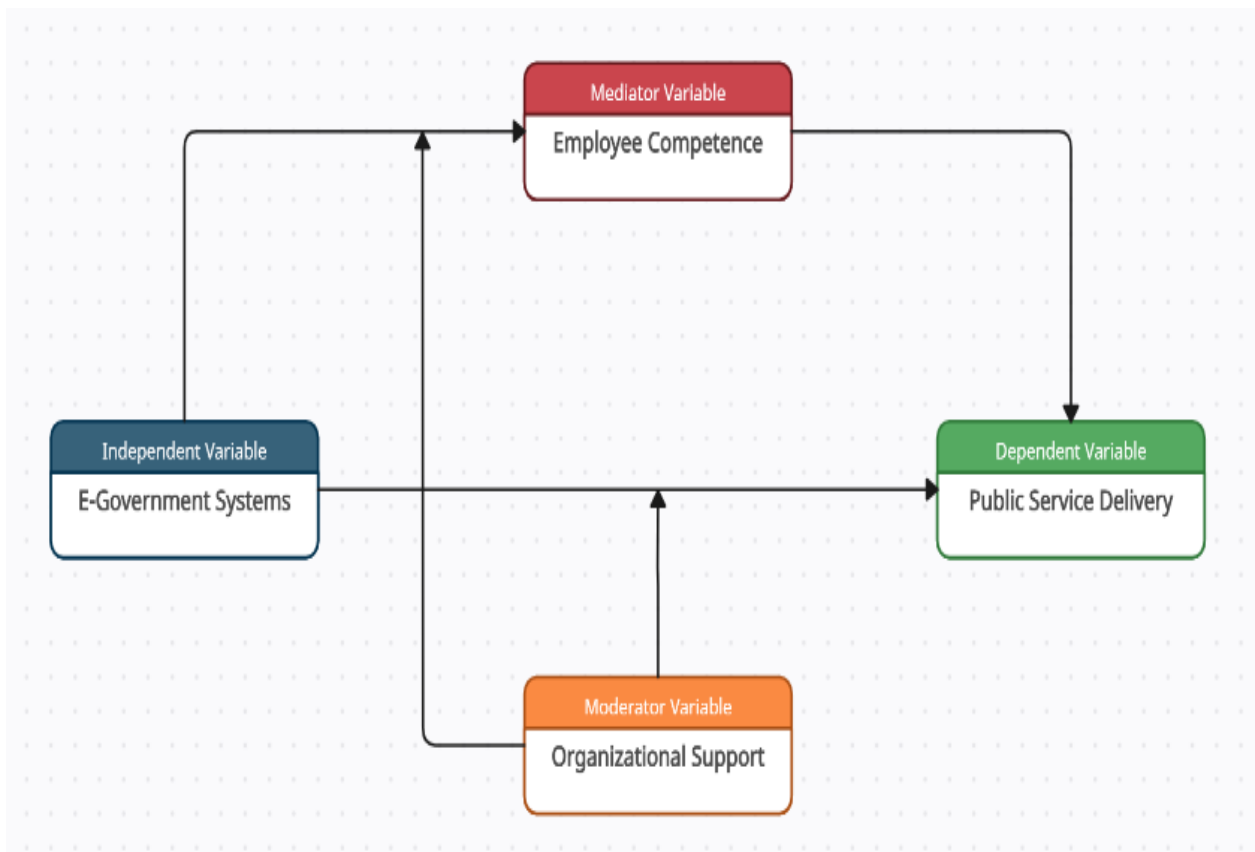 Mediator Variable
Employee Competence
Independent Variable
E-Government Systems
Dependent Variable
Public Service Delivery
Moderator Variable
Organizational Support